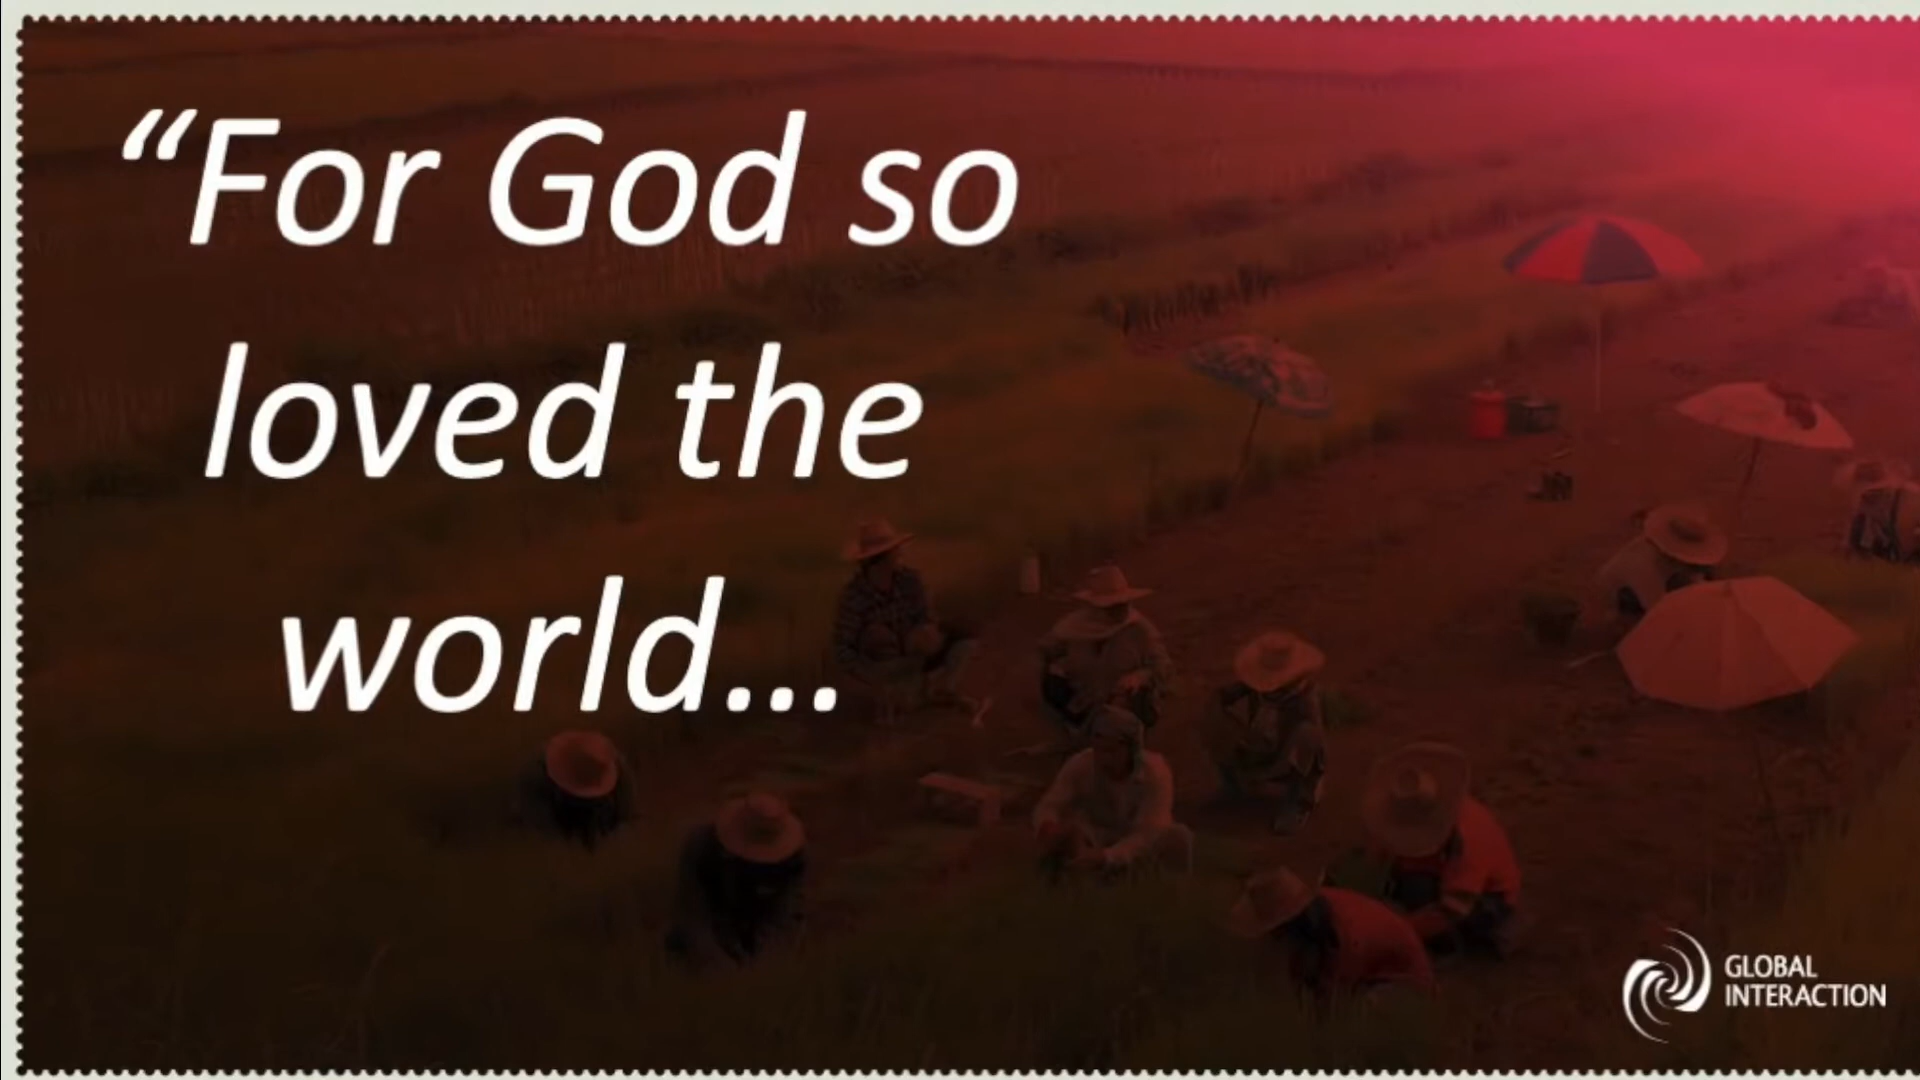 “For God so
loved the
world...
GLOBAL
INTERACTION